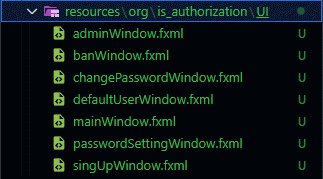 resources\org\is_authorization\UI
adminWindow.fxml U
banWindow.fxml U
changePasswordWindow.fxml U
defaultUserWindow.fxml U
mainWindow.fxml U
passwordSettingWindow.fxml U
singUpWindow.fxml U